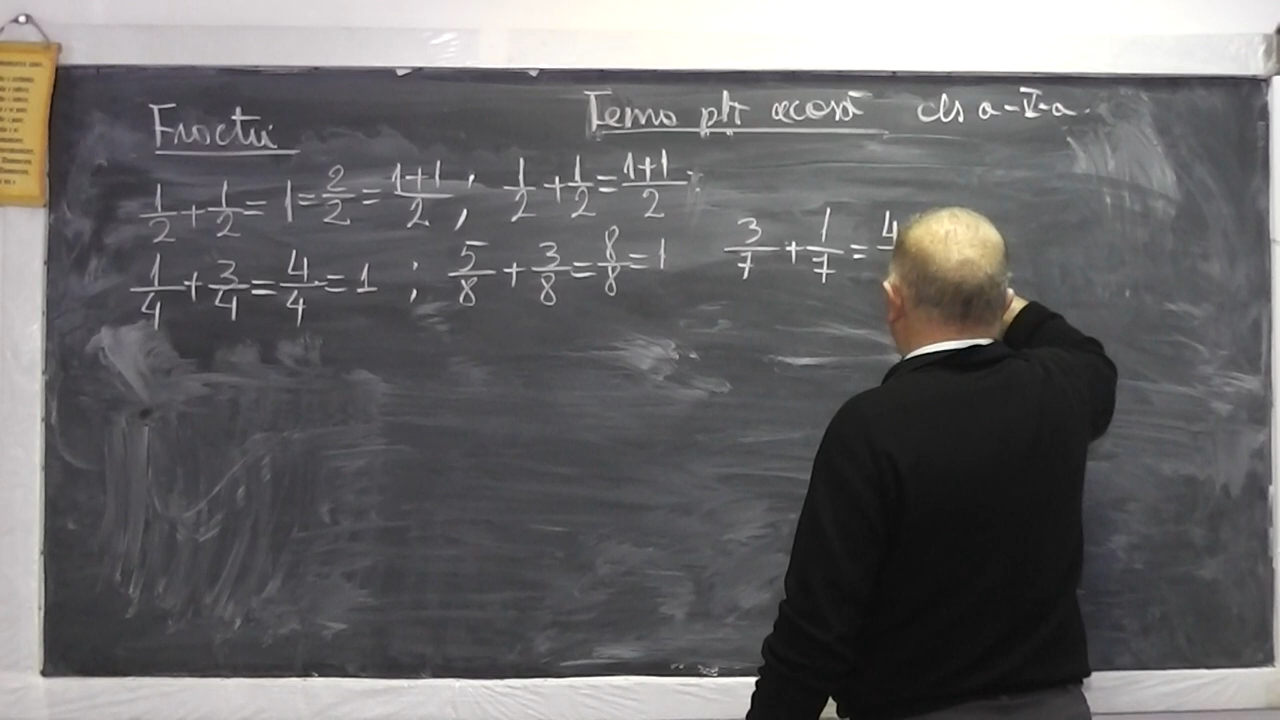 Fracții
Temă ptr acasă cls a-V-a
1/2 + 1/2 = 1 = 2/2 = (1+1)/2 ; 1/2 + 1/2 = (1+1)/2
1/4 + 3/4 = 4/4 = 1 ; 5/8 + 3/8 = 8/8 = 1
3/7 + 1/7 = 4